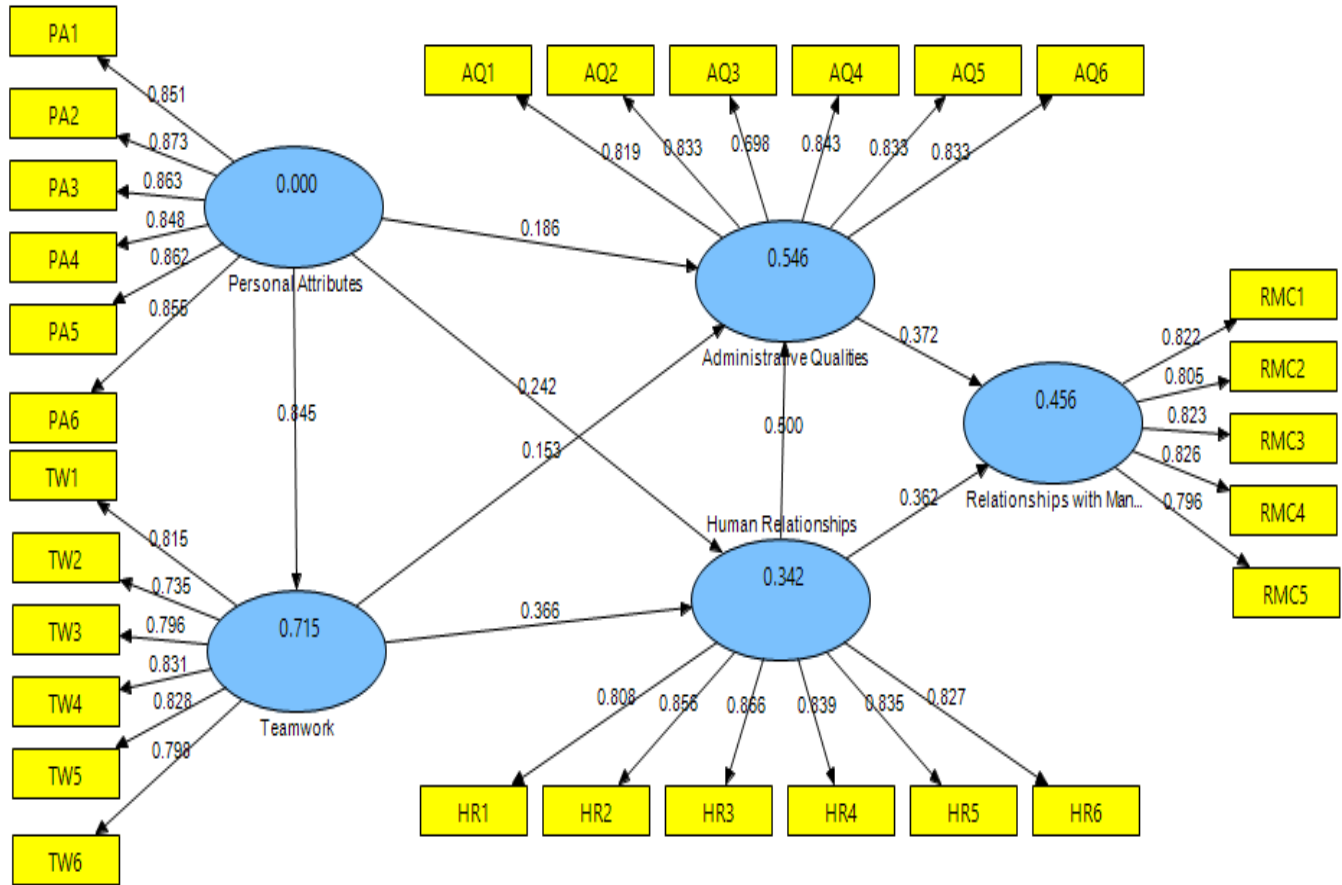 PA1
PA2
PA3
PA4
PA5
PA6
0.851
0.873
0.863
0.848
0.862
0.855
0.000
Personal Attributes
AQ1
AQ2
AQ3
AQ4
AQ5
AQ6
0.819
0.833
0.698
0.843
0.833
0.833
0.186
0.546
Administrative Qualities
0.845
0.242
0.153
0.500
0.372
0.362
0.366
TW1
TW2
TW3
TW4
TW5
TW6
0.815
0.735
0.796
0.831
0.828
0.798
0.715
Teamwork
Human Relationships
0.342
0.808
0.856
0.866
0.839
0.835
0.827
HR1
HR2
HR3
HR4
HR5
HR6
0.456
Relationships with Man...
0.822
0.805
0.823
0.826
0.796
RMC1
RMC2
RMC3
RMC4
RMC5